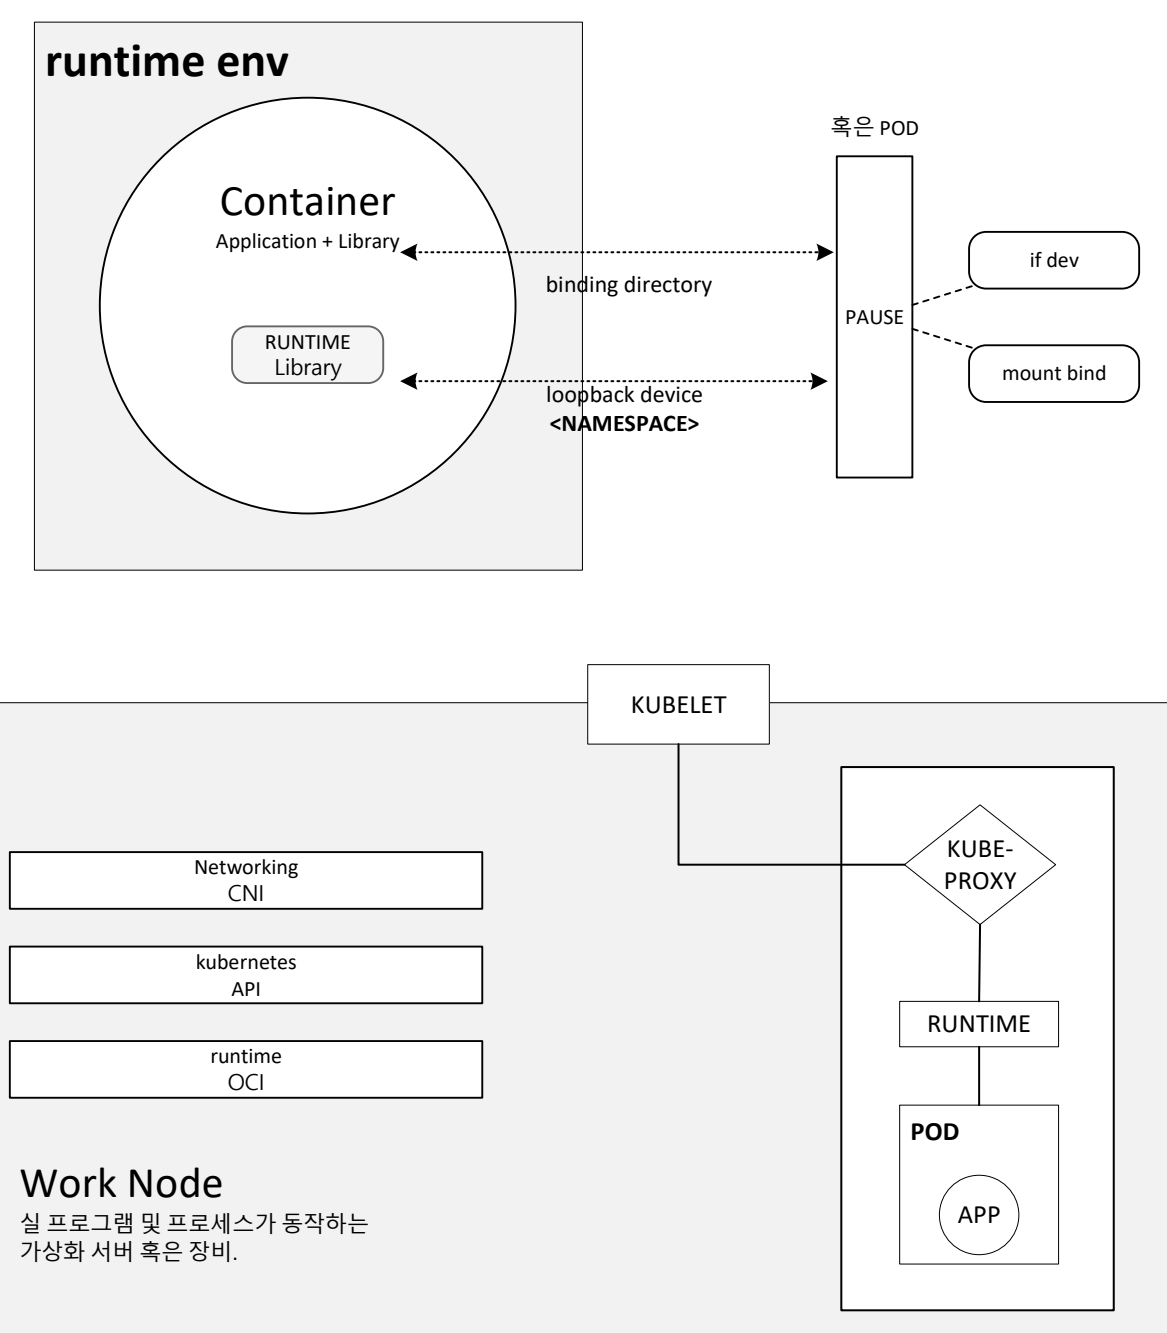 runtime env
혹은 POD
Container
Application + Library
if dev
binding directory
PAUSE
RUNTIME
Library
mount bind
loopback device
<NAMESPACE>
KUBELET
KUBE-
PROXY
Networking
CNI
kubernetes
API
RUNTIME
runtime
OCI
POD
APP
Work Node
실 프로그램 및 프로세스가 동작하는
가상화 서버 혹은 장비.